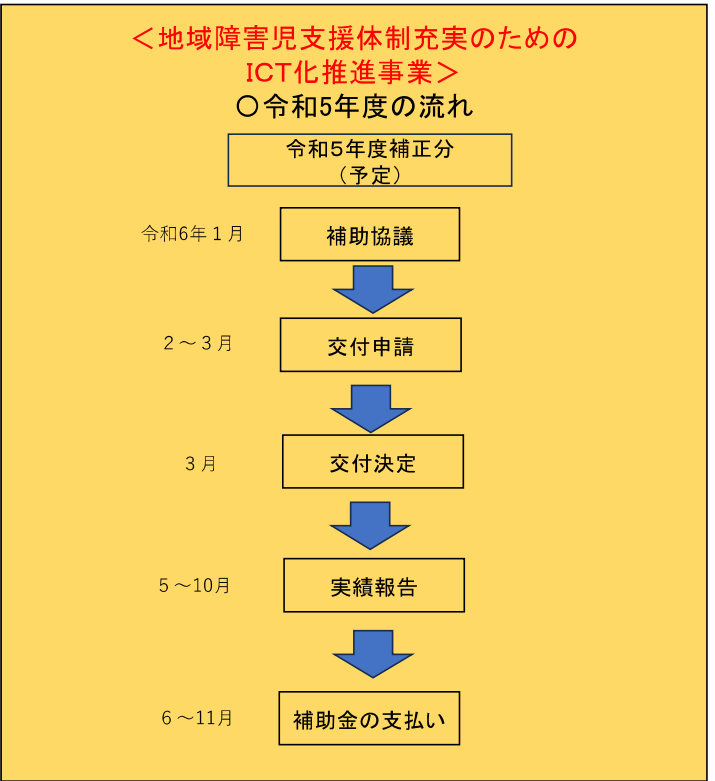 ＜地域障害児支援体制充実のための
ICT化推進事業＞
〇令和5年度の流れ
令和５年度補正分
（予定）
令和6年１月
補助協議
２～３月
交付申請
３月
交付決定
５～10月
実績報告
６～11月
補助金の支払い